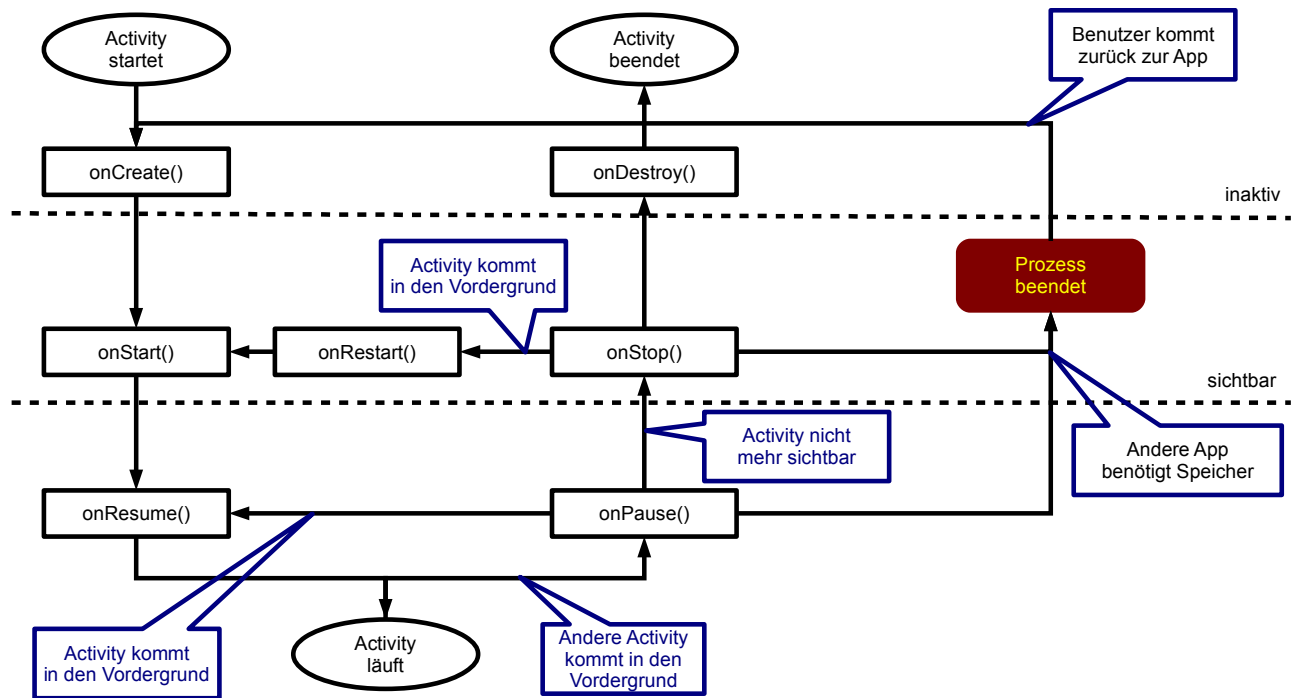 Activity
startet
Activity
beendet
Benutzer kommt
zurück zur App
onCreate()
onDestroy()
inaktiv
Activity kommt
in den Vordergrund
Prozess
beendet
onStart()
onRestart()
onStop()
sichtbar
Activity nicht
mehr sichtbar
Andere App
benötigt Speicher
onResume()
onPause()
Activity kommt
in den Vordergrund
Activity
läuft
Andere Activity
kommt in den
Vordergrund